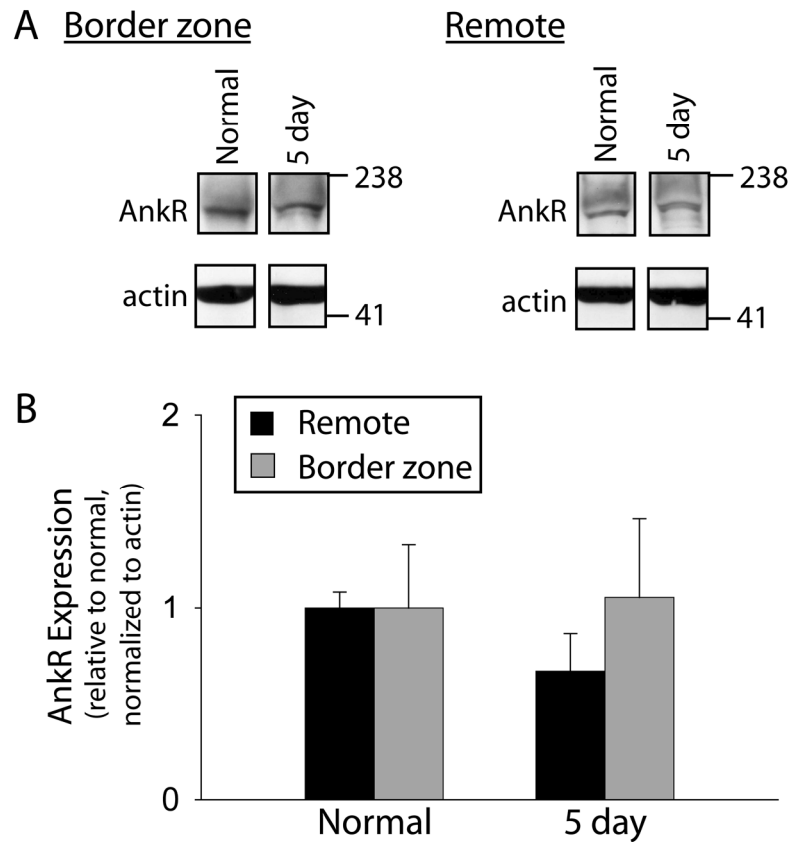 A
Border zone
Remote
Normal
5 day
Normal
5 day
238
238
AnkR
AnkR
actin
actin
41
41
B
2
1
0
AnkR Expression
(relative to normal,
normalized to actin)
Remote
Border zone
Normal
5 day